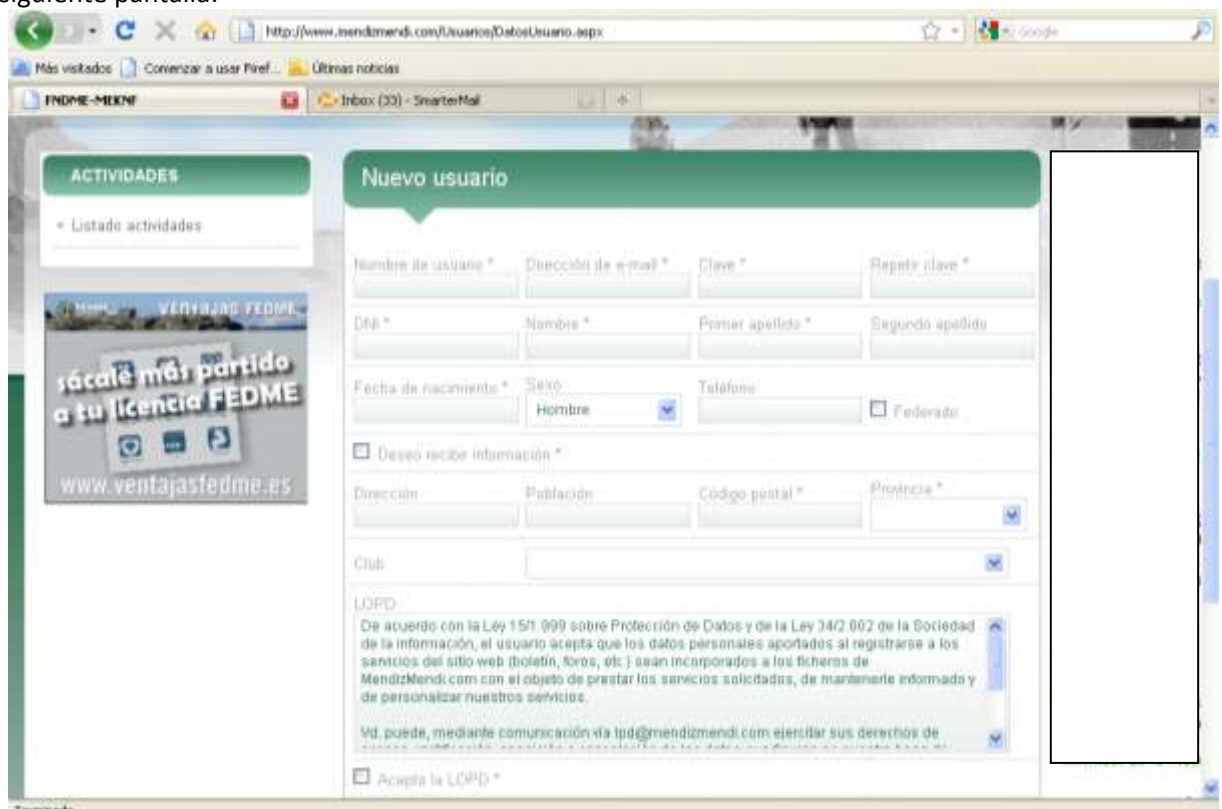 siguiente pantalla:
http://www.mendizmendi.com/Usuarios/DatosUsuario.aspx
Google
Más visitados Comenzar a usar Firef... Últimas noticias
FNDME-MEKNF Inbox (33) - SmarterMail
ACTIVIDADES
Listado actividades
VENTAJAS FEDME
sácale más partido
a tu licencia FEDME
www.ventajasfedme.es
Nuevo usuario
Nombre de usuario * Dirección de e-mail * Clave * Repetir clave *
DNI * Nombre * Primer apellido * Segundo apellido
Fecha de nacimiento * Sexo Teléfono
Hombre Federado
Deseo recibir información *
Dirección Población Código postal * Provincia *
Club
LOPD
De acuerdo con la Ley 15/1.999 sobre Protección de Datos y de la Ley 34/2.002 de la Sociedad
de la información, el usuario acepta que los datos personales aportados al registrarse a los
servicios del sitio web (boletín, foros, etc.) sean incorporados a los ficheros de
MendizMendi.com con el objeto de prestar los servicios solicitados, de mantenerle informado y
de personalizar nuestros servicios.
Vd. puede, mediante comunicación vía lpd@mendizmendi.com ejercitar sus derechos de
Acepto la LOPD *